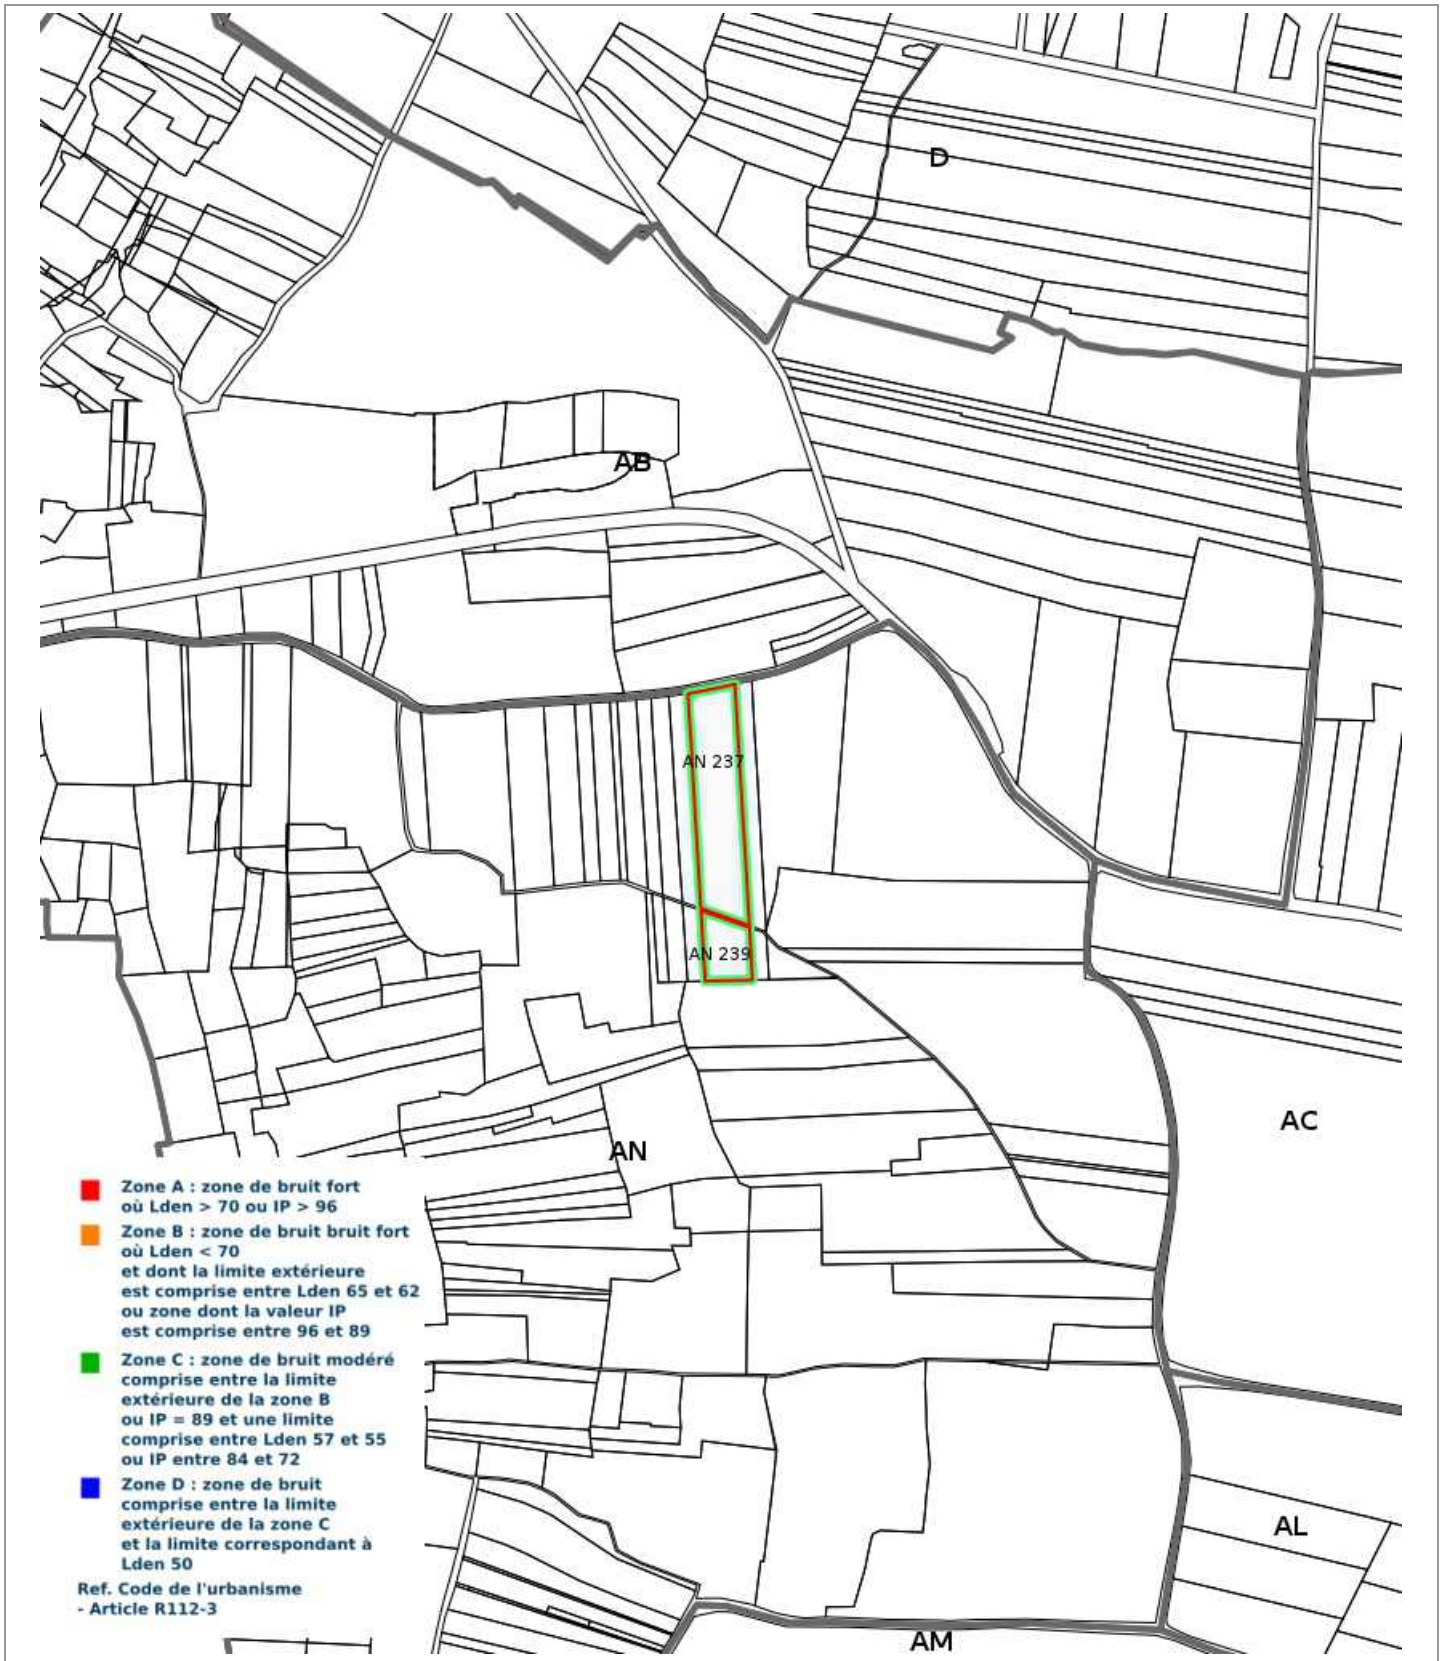 D
AB
AN 237
AN 239
AC
AN
Zone A : zone de bruit fort
où Lden > 70 ou IP > 96
Zone B : zone de bruit bruit fort
où Lden < 70
et dont la limite extérieure
est comprise entre Lden 65 et 62
ou zone dont la valeur IP
est comprise entre 96 et 89
Zone C : zone de bruit modéré
comprise entre la limite
extérieure de la zone B
ou IP = 89 et une limite
comprise entre Lden 57 et 55
ou IP entre 84 et 72
Zone D : zone de bruit
comprise entre la limite
extérieure de la zone C
et la limite correspondant à
Lden 50
Ref. Code de l'urbanisme
- Article R112-3
AL
AM